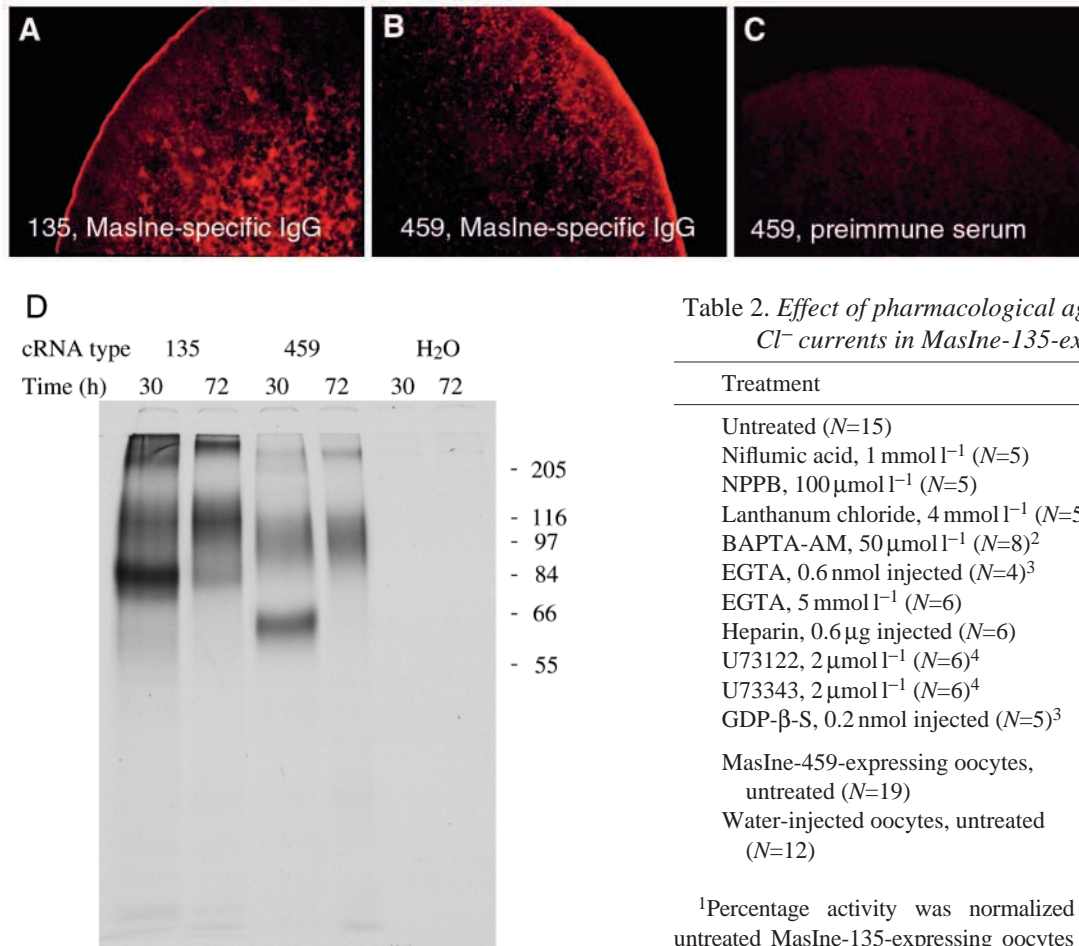 A
B
C
135, MasIne-specific IgG
459, MasIne-specific IgG
459, preimmune serum
D
cRNA type 135 459 H₂O
Time (h) 30 72 30 72 30 72
- 205
- 116
- 97
- 84
- 66
- 55
Table 2. Effect of pharmacological
Cl⁻ currents in MasIne-135-
Treatment
Untreated (N=15)
Niflumic acid, 1 mmol l⁻¹ (N=5)
NPPB, 100 μmol l⁻¹ (N=5)
Lanthanum chloride, 4 mmol l⁻¹ (N=5
BAPTA-AM, 50 μmol l⁻¹ (N=8)²
EGTA, 0.6 nmol injected (N=4)³
EGTA, 5 mmol l⁻¹ (N=6)
Heparin, 0.6 μg injected (N=6)
U73122, 2 μmol l⁻¹ (N=6)⁴
U73343, 2 μmol l⁻¹ (N=6)⁴
GDP-β-S, 0.2 nmol injected (N=5)³
MasIne-459-expressing oocytes,
untreated (N=19)
Water-injected oocytes, untreated
(N=12)
¹Percentage activity was normalized
untreated MasIne-135-expressing oocytes